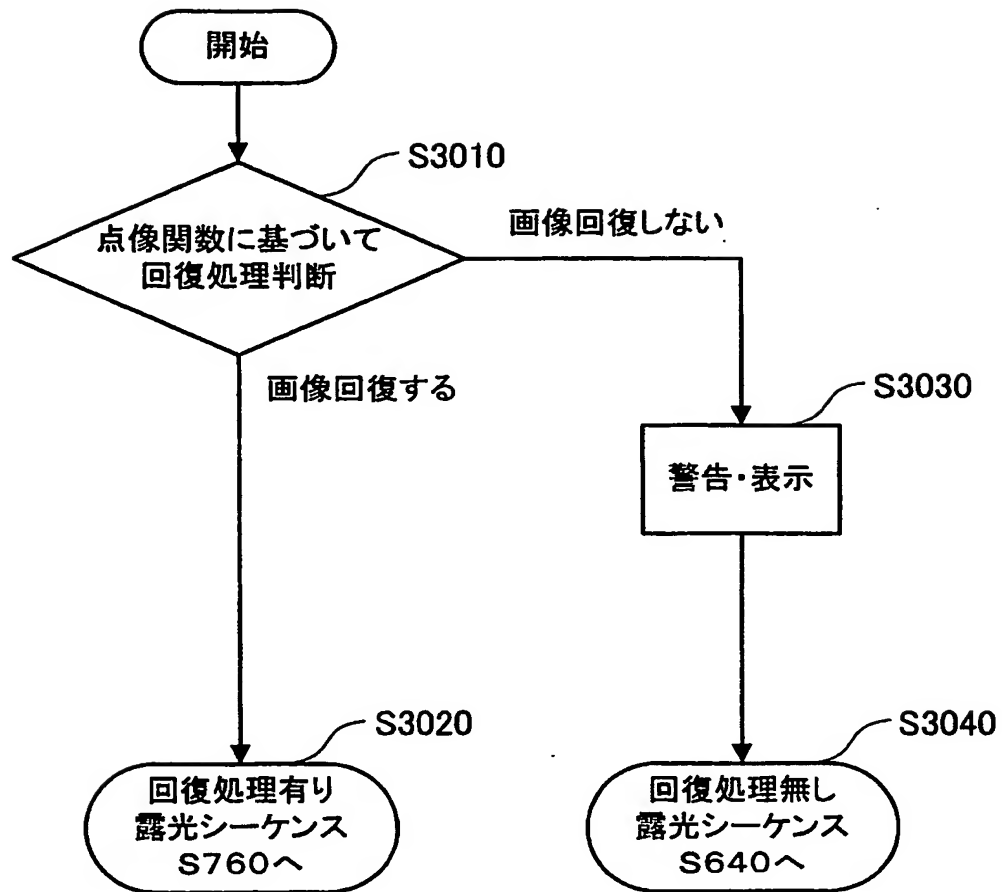 開始
S3010
点像関数に基づいて
回復処理判断
画像回復しない
画像回復する
S3030
警告・表示
S3020
回復処理有り
露光シーケンス
S760へ
S3040
回復処理無し
露光シーケンス
S640へ